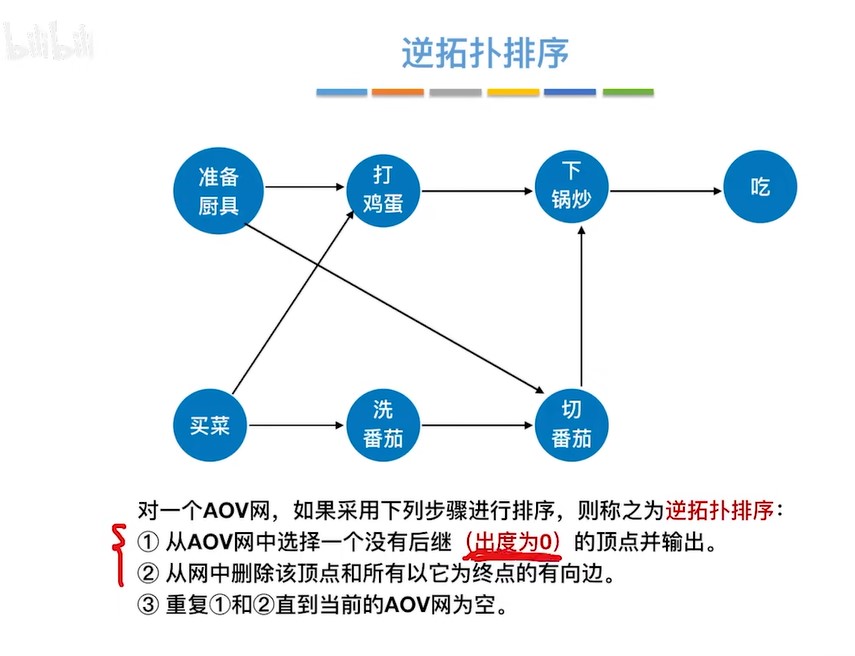 bilibili
逆拓扑排序
准备
厨具
打
鸡蛋
下
锅炒
吃
买菜
洗
番茄
切
番茄
对一个AOV网，如果采用下列步骤进行排序，则称之为逆拓扑排序：
① 从AOV网中选择一个没有后继（出度为0）的顶点并输出。
② 从网中删除该顶点和所有以它为终点的有向边。
③ 重复①和②直到当前的AOV网为空。